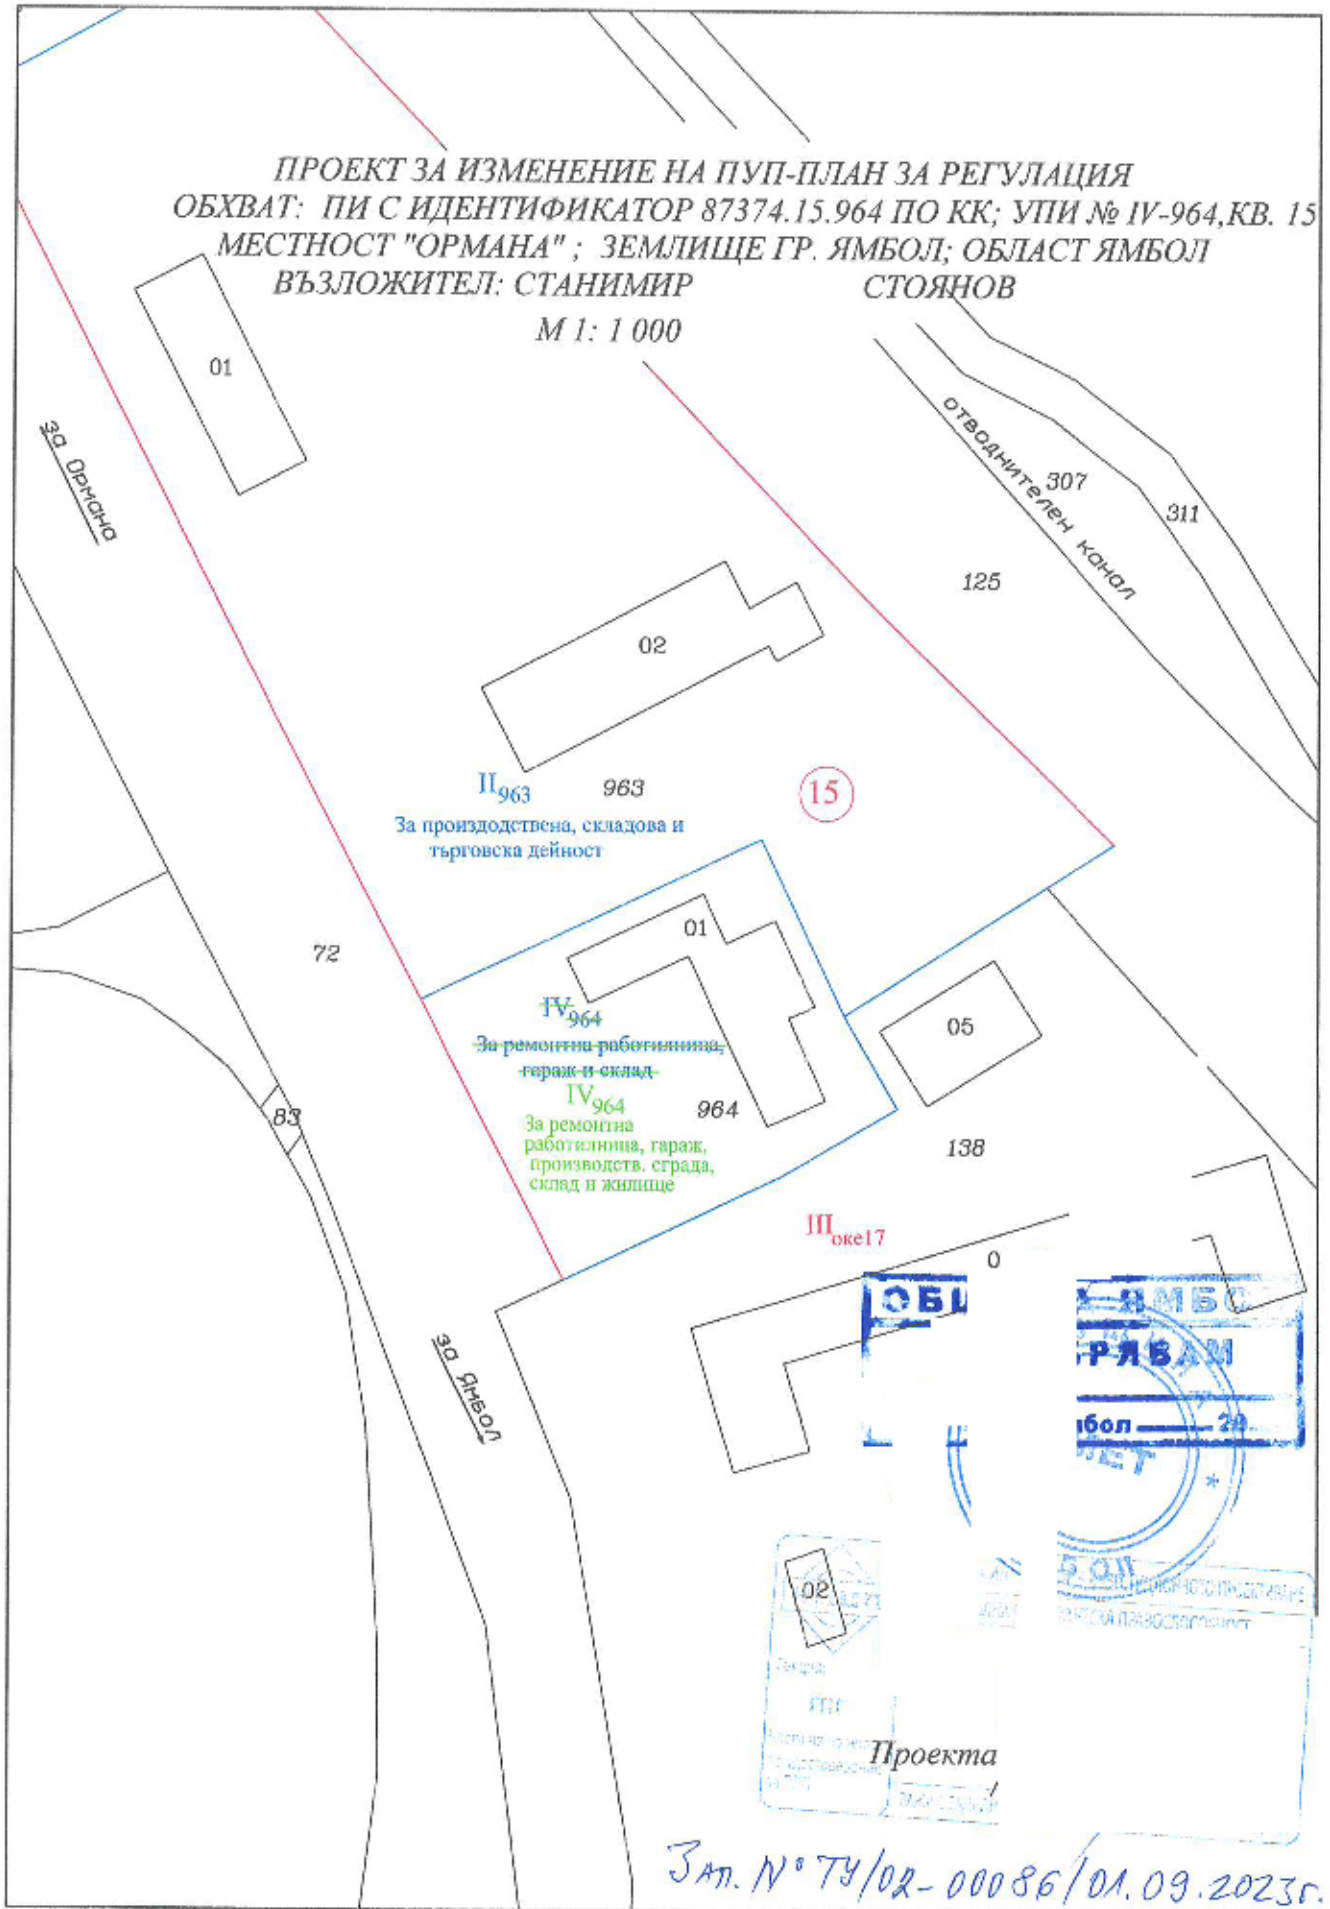 ПРОЕКТ ЗА ИЗМЕНЕНИЕ НА ПУП-ПЛАН ЗА РЕГУЛАЦИЯ
ОБХВАТ: ПИ С ИДЕНТИФИКАТОР 87374.15.964 ПО КК; УПИ № IV-964,КВ. 15
МЕСТНОСТ "ОРМАНА" ; ЗЕМЛИЩЕ ГР. ЯМБОЛ; ОБЛАСТ ЯМБОЛ
ВЪЗЛОЖИТЕЛ: СТАНИМИР СТОЯНОВ
М 1: 1 000
01
за Ормана
отводнителен канал
307
311
125
02
II963
963
15
За произдодствена, складова и
търговска дейност
01
72
IV964
За ремонтна работилница,
гараж и склад
05
IV964
964
За ремонтна
работилница, гараж,
производств. сграда,
склад и жилище
83
138
IIIоке17
0
за Ямбол
02
Проекта
Зап. № ТУ/02-00086/01.09.2023г.